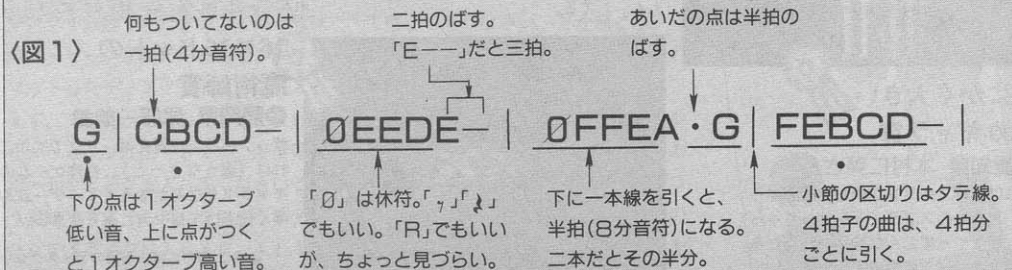 〈図1〉
何もついてないのは
一拍(4分音符)。
二拍のばす。
「E——」だと三拍。
あいだの点は半拍の
ばす。
G | CBCD— | 0̸EEDE— | 0̸FFEA・G | FEBCD— |
下の点は1オクターブ
低い音、上に点がつく
と1オクターブ高い音。
「0̸」は休符。「𝄾」「𝄽」
でもいい。「R」でもいい
が、ちょっと見づらい。
下に一本線を引くと、
半拍(8分音符)になる。
二本だとその半分。
小節の区切りはタテ線。
4拍子の曲は、4拍分
ごとに引く。